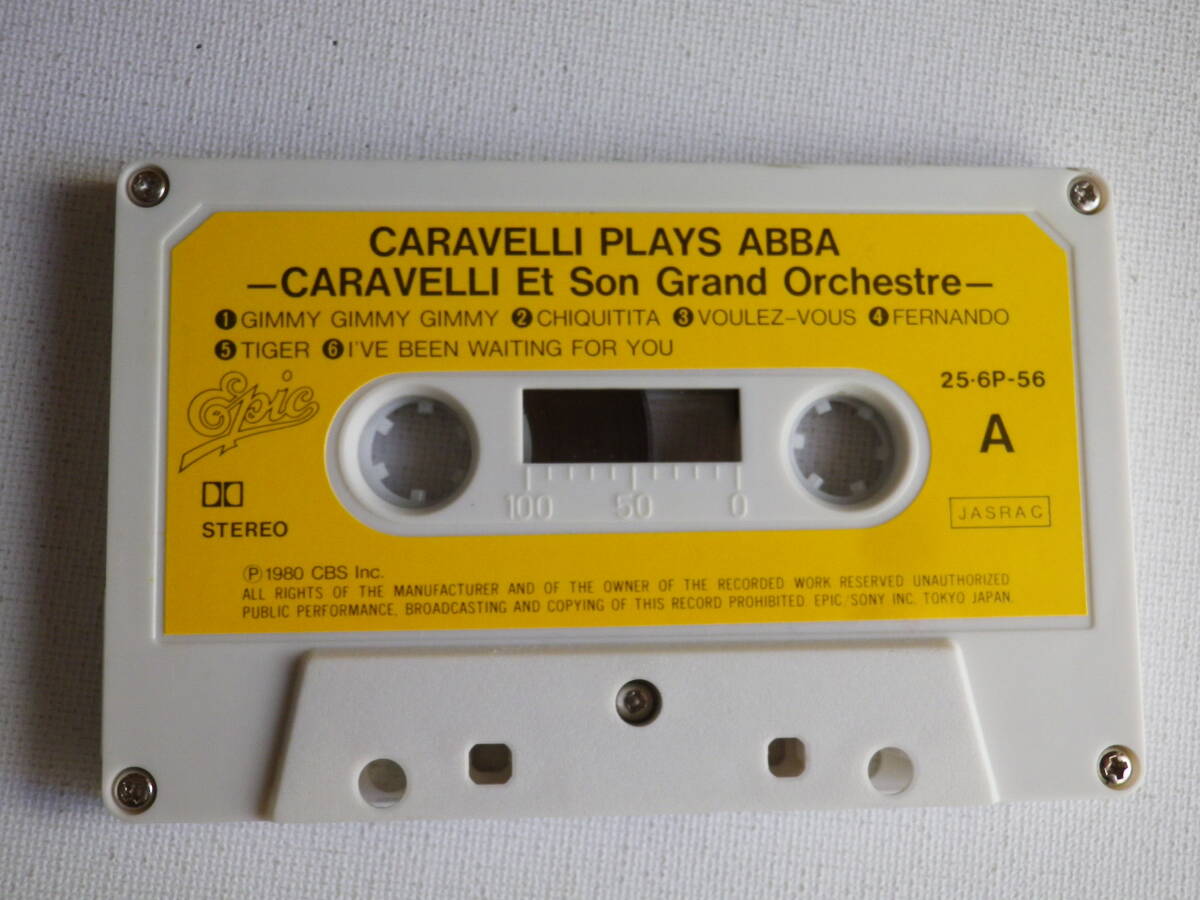 CARAVELLI PLAYS ABBA
—CARAVELLI Et Son Grand Orchestre—
❶GIMMY GIMMY GIMMY ❷CHIQUITITA ❸VOULEZ-VOUS ❹FERNANDO
❺TIGER ❻I'VE BEEN WAITING FOR YOU
Epic
25·6P-56
A
100 50 0
STEREO
JASRAC
Ⓟ1980 CBS Inc.
ALL RIGHTS OF THE MANUFACTURER AND OF THE OWNER OF THE RECORDED WORK RESERVED UNAUTHORIZED
PUBLIC PERFORMANCE, BROADCASTING AND COPYING OF THIS RECORD PROHIBITED. EPIC/SONY INC. TOKYO JAPAN.